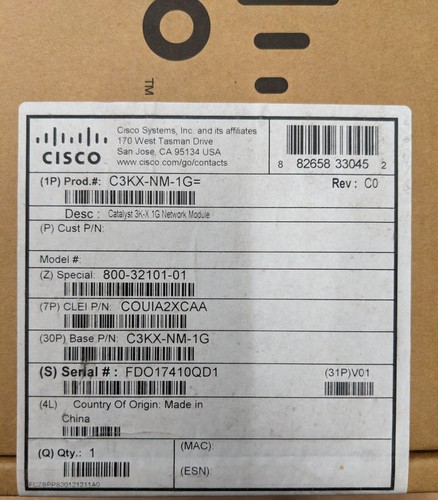 TM
CISCO
Cisco Systems, Inc. and its affiliates
170 West Tasman Drive
San Jose, CA 95134 USA
www.cisco.com/go/contacts
8 82658 33045 2
(1P) Prod.#: C3KX-NM-1G=
Rev: C0
Desc : Catalyst 3K-X 1G Network Module
(P) Cust P/N:
Model #:
(Z) Special: 800-32101-01
(7P) CLEI P/N: COUIA2XCAA
(30P) Base P/N: C3KX-NM-1G
(S) Serial # : FDO17410QD1
(31P)V01
(4L) Country Of Origin: Made in
China
(Q) Qty.: 1
(MAC):
(ESN):